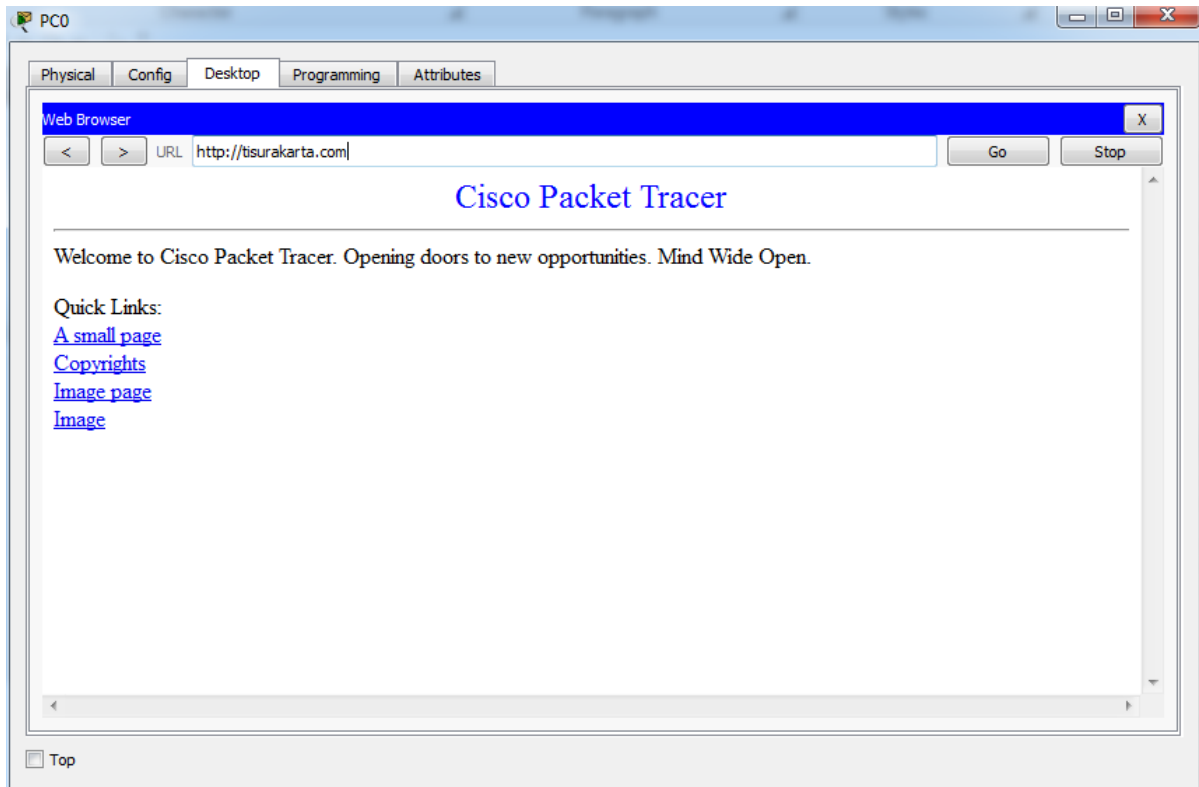 PC0
Physical Config Desktop Programming Attributes
Web Browser X
< > URL http://tisurakarta.com Go Stop
Cisco Packet Tracer
Welcome to Cisco Packet Tracer. Opening doors to new opportunities. Mind Wide Open.
Quick Links:
A small page
Copyrights
Image page
Image
Top